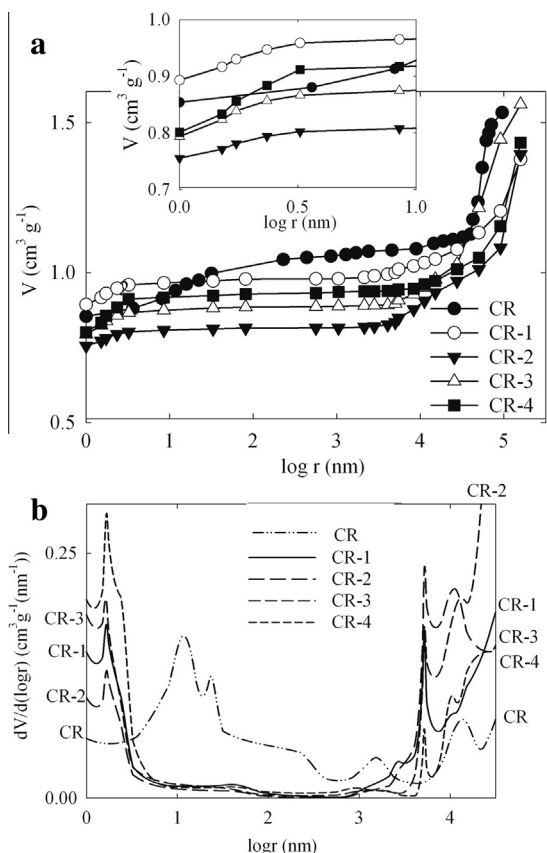 a
1.0
0.9
0.8
0.7
V (cm³ g⁻¹)
0.0 0.5 1.0
log r (nm)
1.5
1.0
0.5
V (cm³ g⁻¹)
CR
CR-1
CR-2
CR-3
CR-4
0 1 2 3 4 5
log r (nm)
b
CR-2
0.25
0.00
dV/d(logr) (cm³g⁻¹(nm⁻¹))
CR
CR-1
CR-2
CR-3
CR-4
CR-3
CR-1
CR-2
CR
CR-1
CR-3
CR-4
CR
0 1 2 3 4
logr (nm)